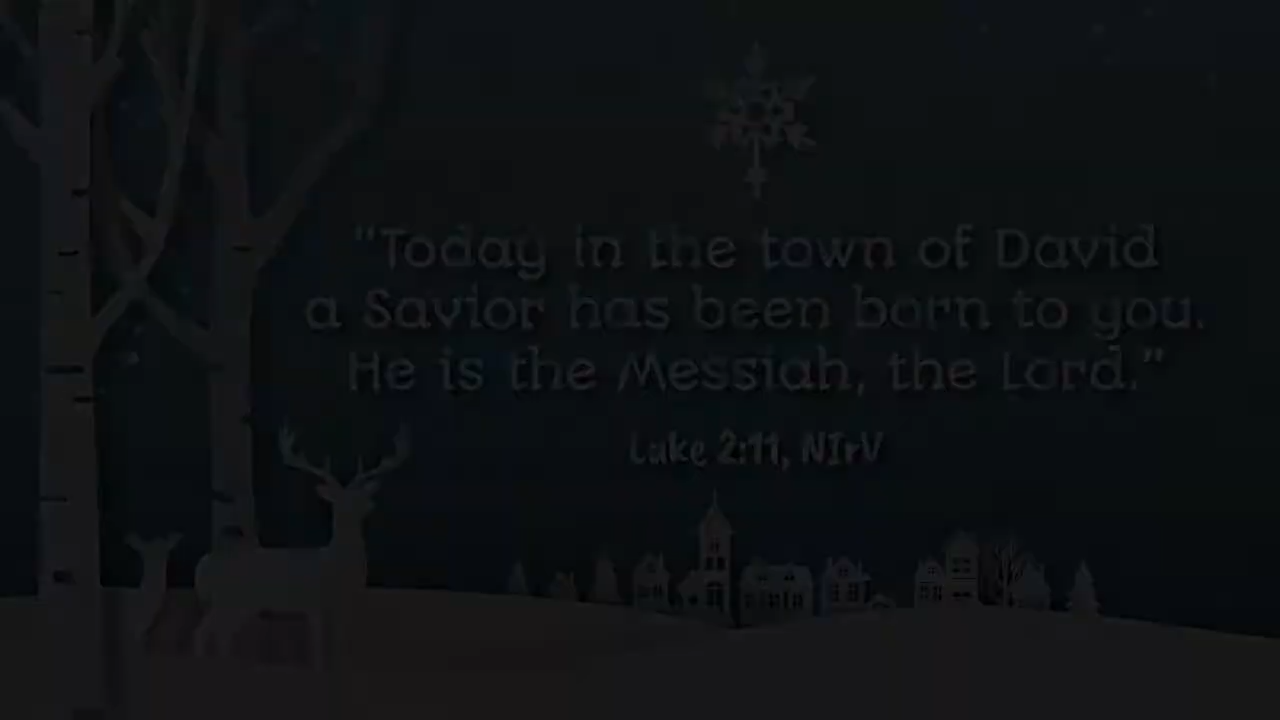 "Today in the town of David
a Savior has been born to you.
He is the Messiah, the Lord."
Luke 2:11, NIrV